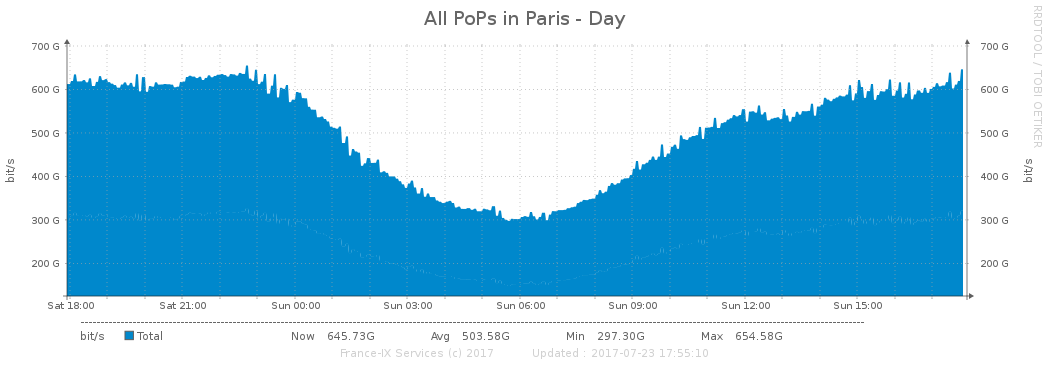 All PoPs in Paris - Day
RRDTOOL / TOBI OETIKER
700 G 700 G
600 G 600 G
500 G 500 G
400 G 400 G
300 G 300 G
200 G 200 G
bit/s bit/s
Sat 18:00 Sat 21:00 Sun 00:00 Sun 03:00 Sun 06:00 Sun 09:00 Sun 12:00 Sun 15:00
bit/s Total Now 645.73G Avg 503.58G Min 297.30G Max 654.58G
France-IX Services (c) 2017 Updated : 2017-07-23 17:55:10